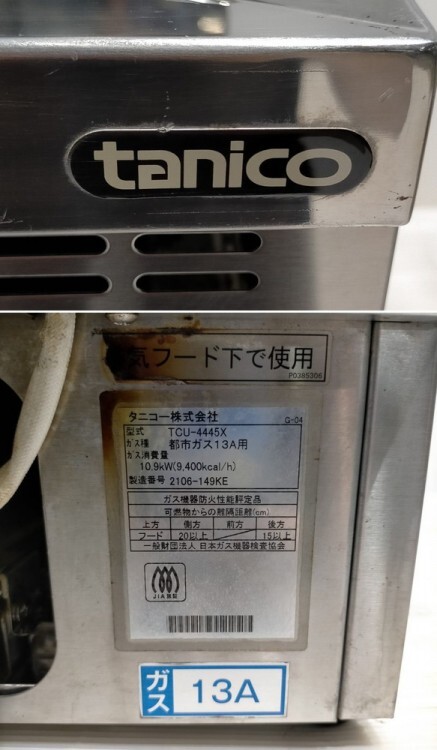 tanico
気フード下で使用
P0385306
タニコー株式会社
G-04
型式 TCU-4445X
ガス種 都市ガス13A用
ガス消費量
10.9kW(9,400kcal/h)
製造番号 2106-149KE
ガス機器防火性能評定品
可燃物からの離隔距離(cm)
上方 側方 前方 後方
フード 20以上 15以上
一般財団法人 日本ガス機器検査協会
JIA認証
ガス 13A